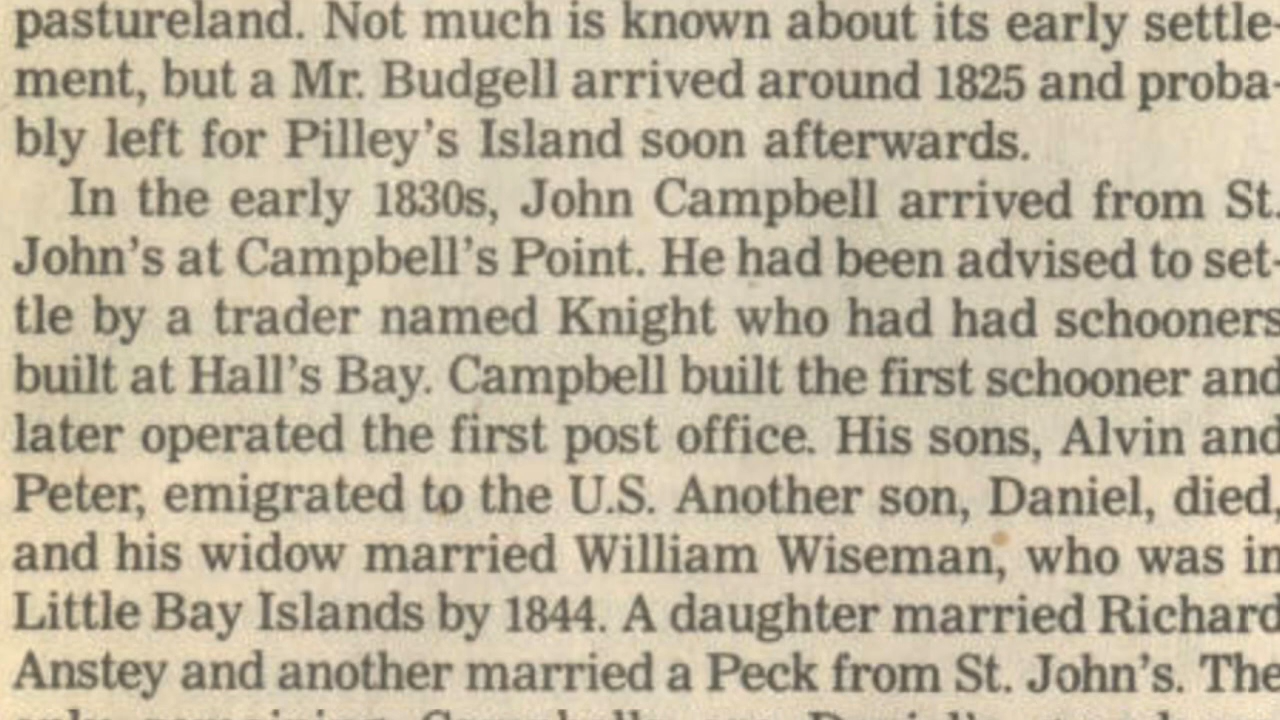 pastureland. Not much is known about its early settle-
ment, but a Mr. Budgell arrived around 1825 and proba-
bly left for Pilley's Island soon afterwards.
In the early 1830s, John Campbell arrived from St.
John's at Campbell's Point. He had been advised to set-
tle by a trader named Knight who had had schooners
built at Hall's Bay. Campbell built the first schooner and
later operated the first post office. His sons, Alvin and
Peter, emigrated to the U.S. Another son, Daniel, died,
and his widow married William Wiseman, who was in
Little Bay Islands by 1844. A daughter married Richard
Anstey and another married a Peck from St. John's. The